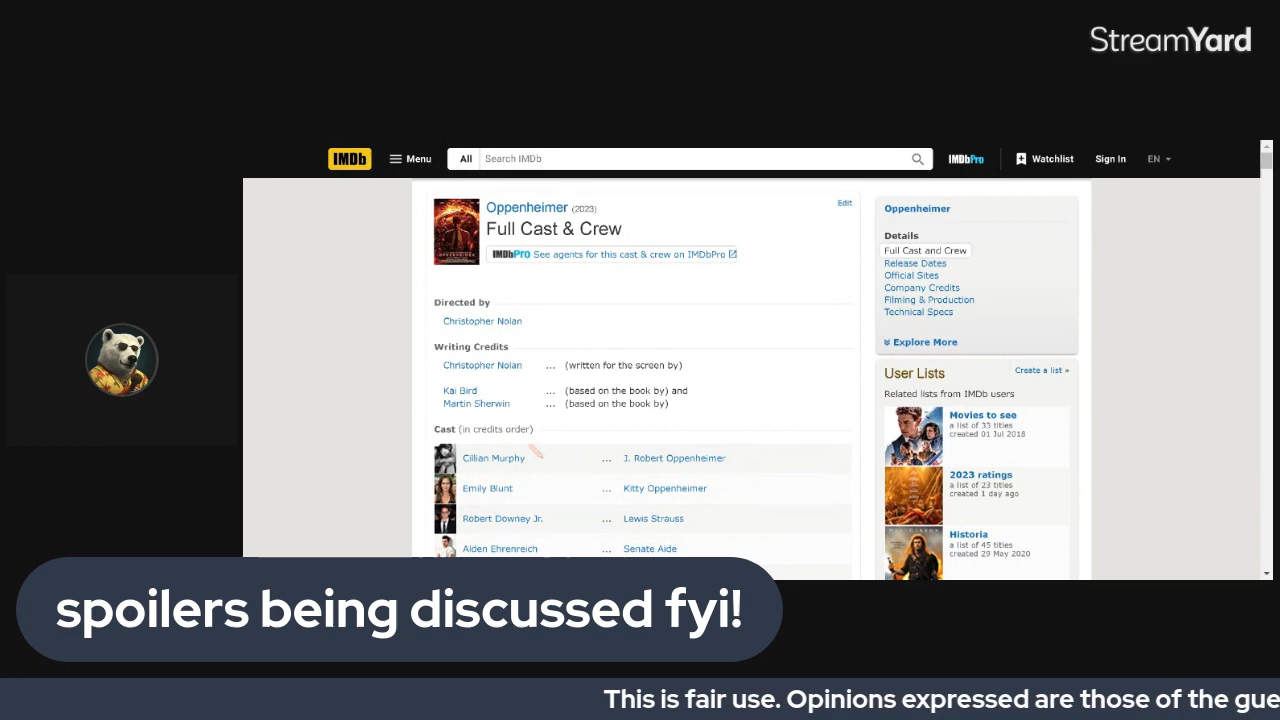 StreamYard
IMDb Menu All Search IMDb IMDbPro Watchlist Sign In EN
Oppenheimer (2023) Edit
Full Cast & Crew
IMDbPro See agents for this cast & crew on IMDbPro
Directed by
Christopher Nolan
Writing Credits
Christopher Nolan ... (written for the screen by)
Kai Bird ... (based on the book by) and
Martin Sherwin ... (based on the book by)
Cast (in credits order)
Cillian Murphy ... J. Robert Oppenheimer
Emily Blunt ... Kitty Oppenheimer
Robert Downey Jr. ... Lewis Strauss
Alden Ehrenreich ... Senate Aide
Oppenheimer
Details
Full Cast and Crew
Release Dates
Official Sites
Company Credits
Filming & Production
Technical Specs
Explore More
User Lists Create a list »
Related lists from IMDb users
Movies to see
a list of 33 titles
created 01 Jul 2018
2023 ratings
a list of 23 titles
created 1 day ago
Historia
a list of 45 titles
created 29 May 2020
spoilers being discussed fyi!
This is fair use. Opinions expressed are those of the gue